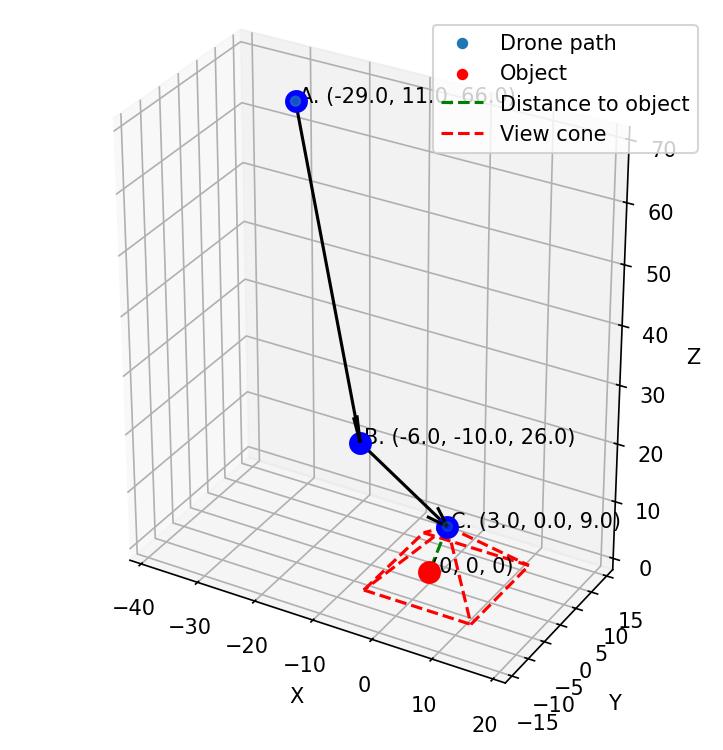 Drone path
Object
Distance to object
View cone
A. (-29.0, 11.0, 66.0)
B. (-6.0, -10.0, 26.0)
C. (3.0, 0.0, 9.0)
(0, 0, 0)
70
60
50
40
30
20
10
0
Z
−40
−30
−20
−10
0
10
20
X
−15
−10
−5
0
5
10
15
Y